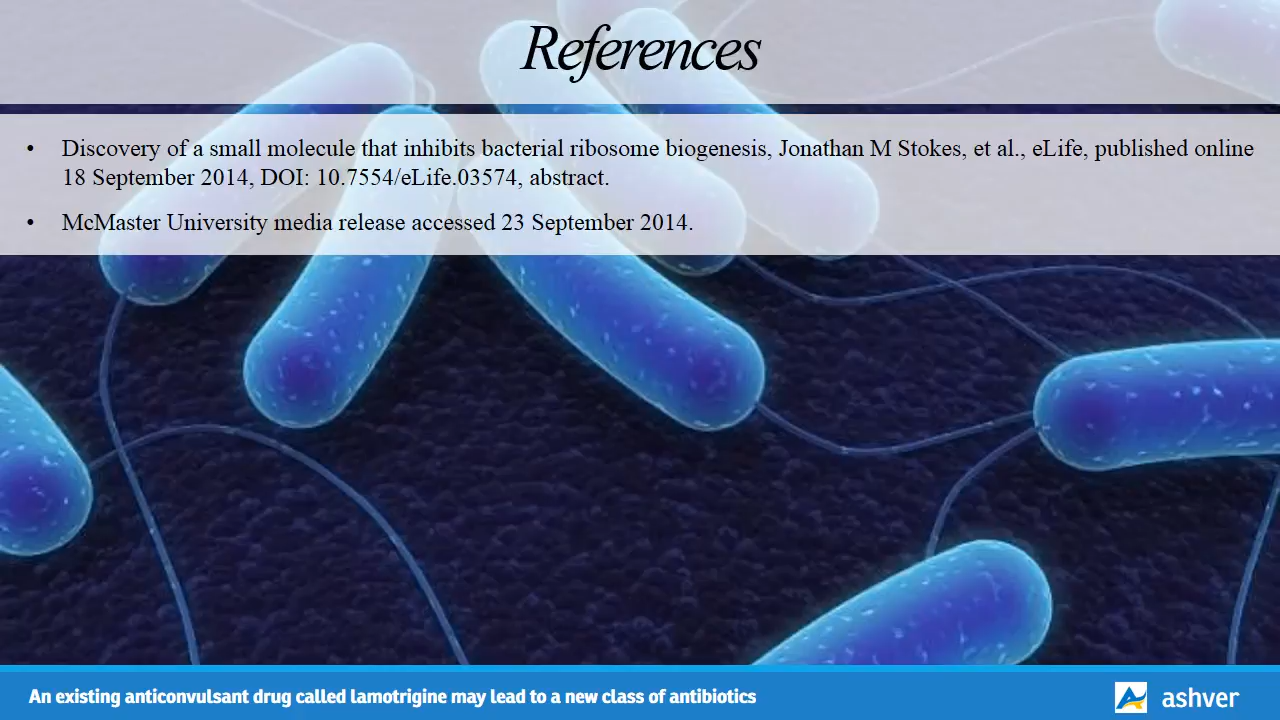 References
• Discovery of a small molecule that inhibits bacterial ribosome biogenesis, Jonathan M Stokes, et al., eLife, published online
18 September 2014, DOI: 10.7554/eLife.03574, abstract.
• McMaster University media release accessed 23 September 2014.
An existing anticonvulsant drug called lamotrigine may lead to a new class of antibiotics
ashver